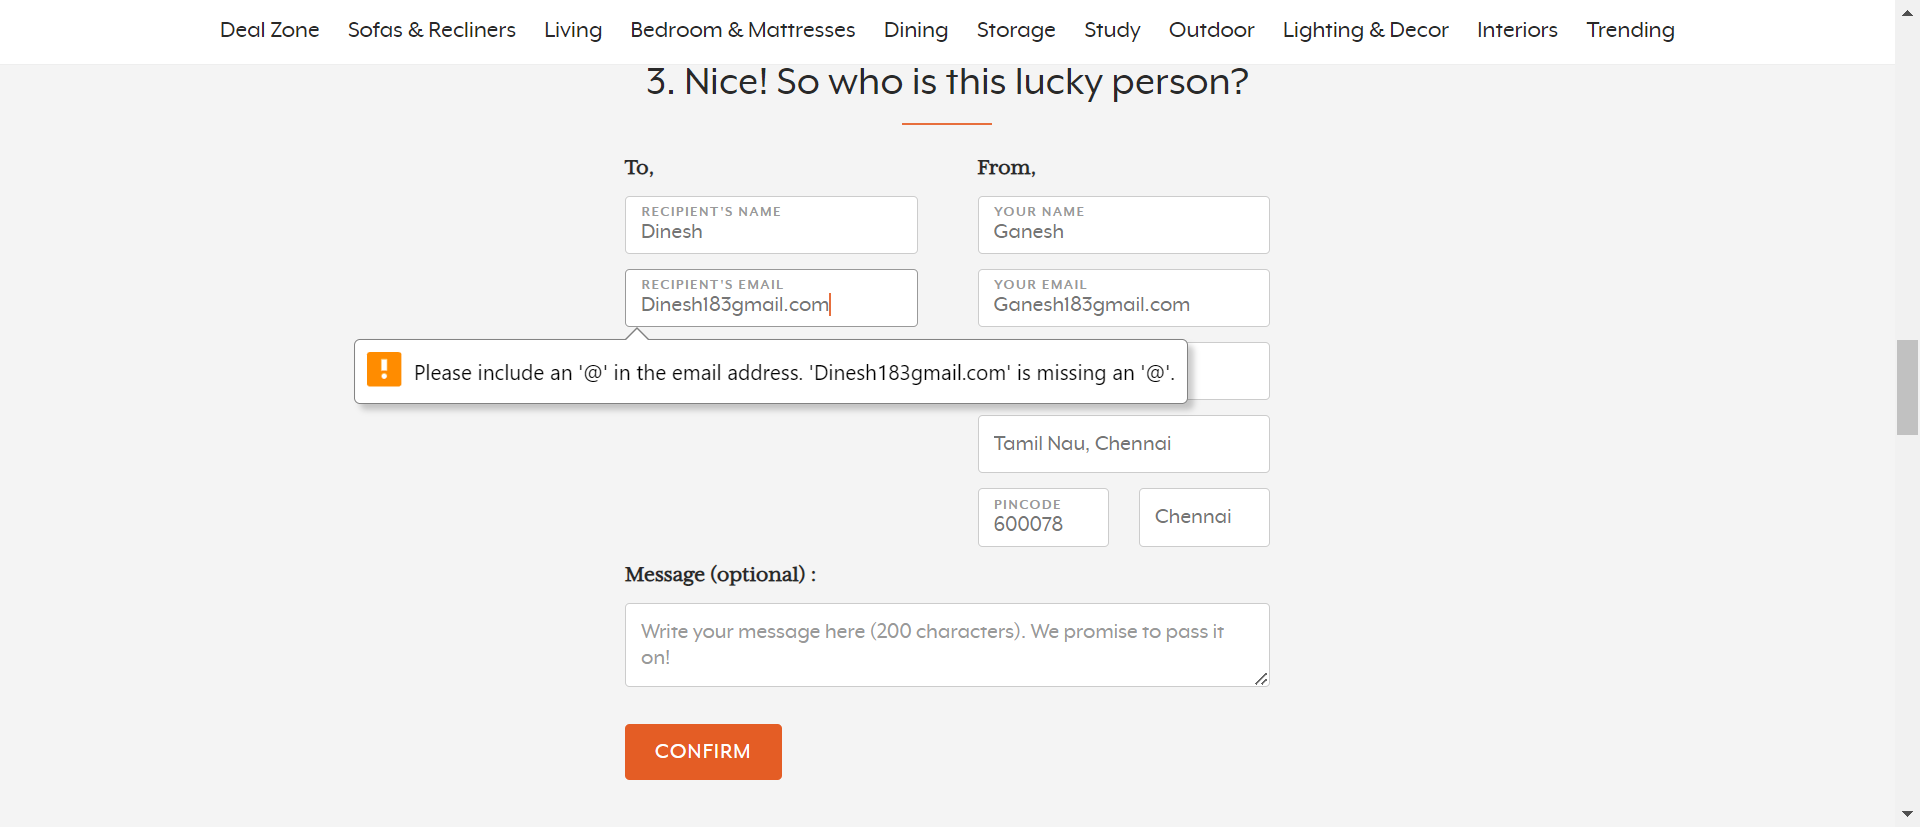 Deal Zone Sofas & Recliners Living Bedroom & Mattresses Dining Storage Study Outdoor Lighting & Decor Interiors Trending
3. Nice! So who is this lucky person?
To,
RECIPIENT'S NAME
Dinesh
RECIPIENT'S EMAIL
Dinesh183gmail.com
Please include an '@' in the email address. 'Dinesh183gmail.com' is missing an '@'.
From,
YOUR NAME
Ganesh
YOUR EMAIL
Ganesh183gmail.com
Tamil Nau, Chennai
PINCODE
600078
Chennai
Message (optional) :
Write your message here (200 characters). We promise to pass it
on!
CONFIRM